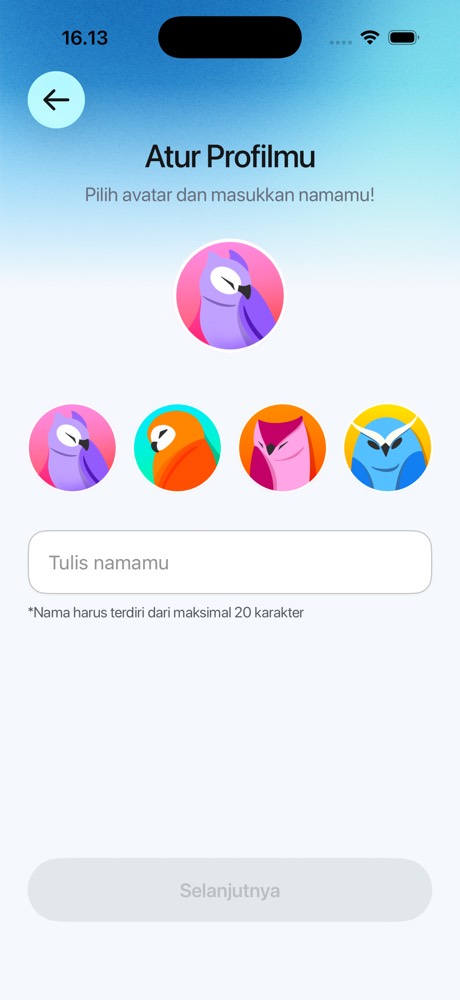 16.13
Atur Profilmu
Pilih avatar dan masukkan namamu!
Tulis namamu
*Nama harus terdiri dari maksimal 20 karakter
Selanjutnya